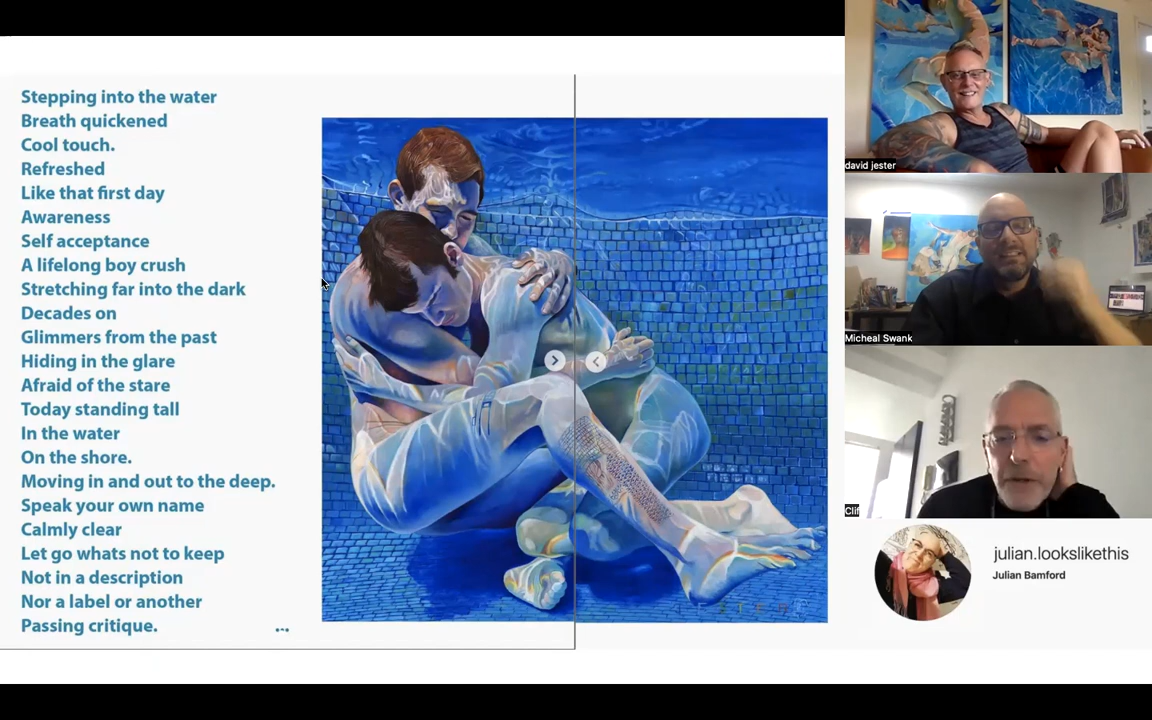 Stepping into the water
Breath quickened
Cool touch.
Refreshed
Like that first day
Awareness
Self acceptance
A lifelong boy crush
Stretching far into the dark
Decades on
Glimmers from the past
Hiding in the glare
Afraid of the stare
Today standing tall
In the water
On the shore.
Moving in and out to the deep.
Speak your own name
Calmly clear
Let go whats not to keep
Not in a description
Nor a label or another
Passing critique.
...
david jester
Micheal Swank
Clif
julian.lookslikethis
Julian Bamford